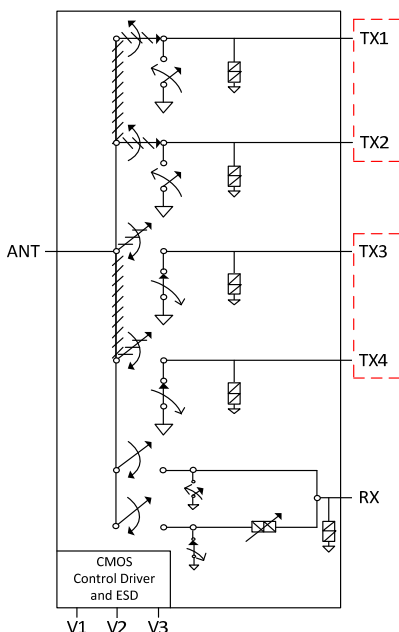 TX1
TX2
ANT
TX3
TX4
RX
CMOS
Control Driver
and ESD
V1 V2 V3